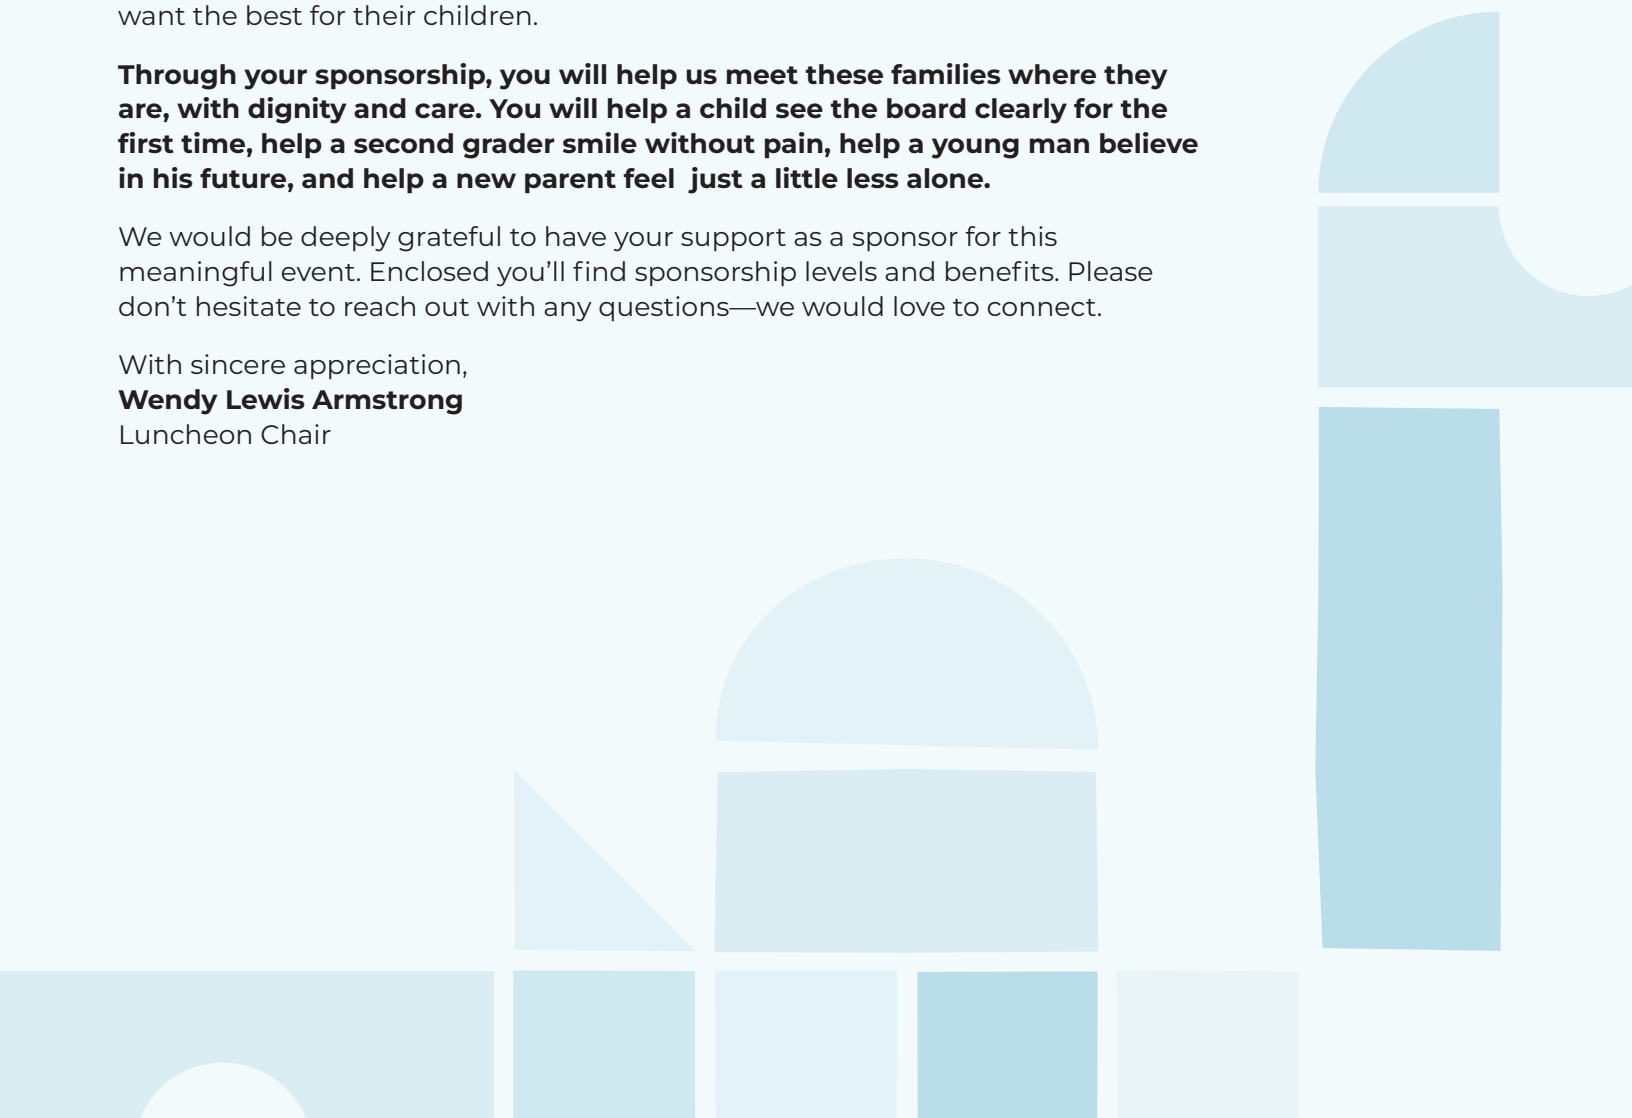 want the best for their children.
Through your sponsorship, you will help us meet these families where they
are, with dignity and care. You will help a child see the board clearly for the
first time, help a second grader smile without pain, help a young man believe
in his future, and help a new parent feel  just a little less alone.
We would be deeply grateful to have your support as a sponsor for this
meaningful event. Enclosed you’ll find sponsorship levels and benefits. Please
don’t hesitate to reach out with any questions—we would love to connect.
With sincere appreciation,
Wendy Lewis Armstrong
Luncheon Chair